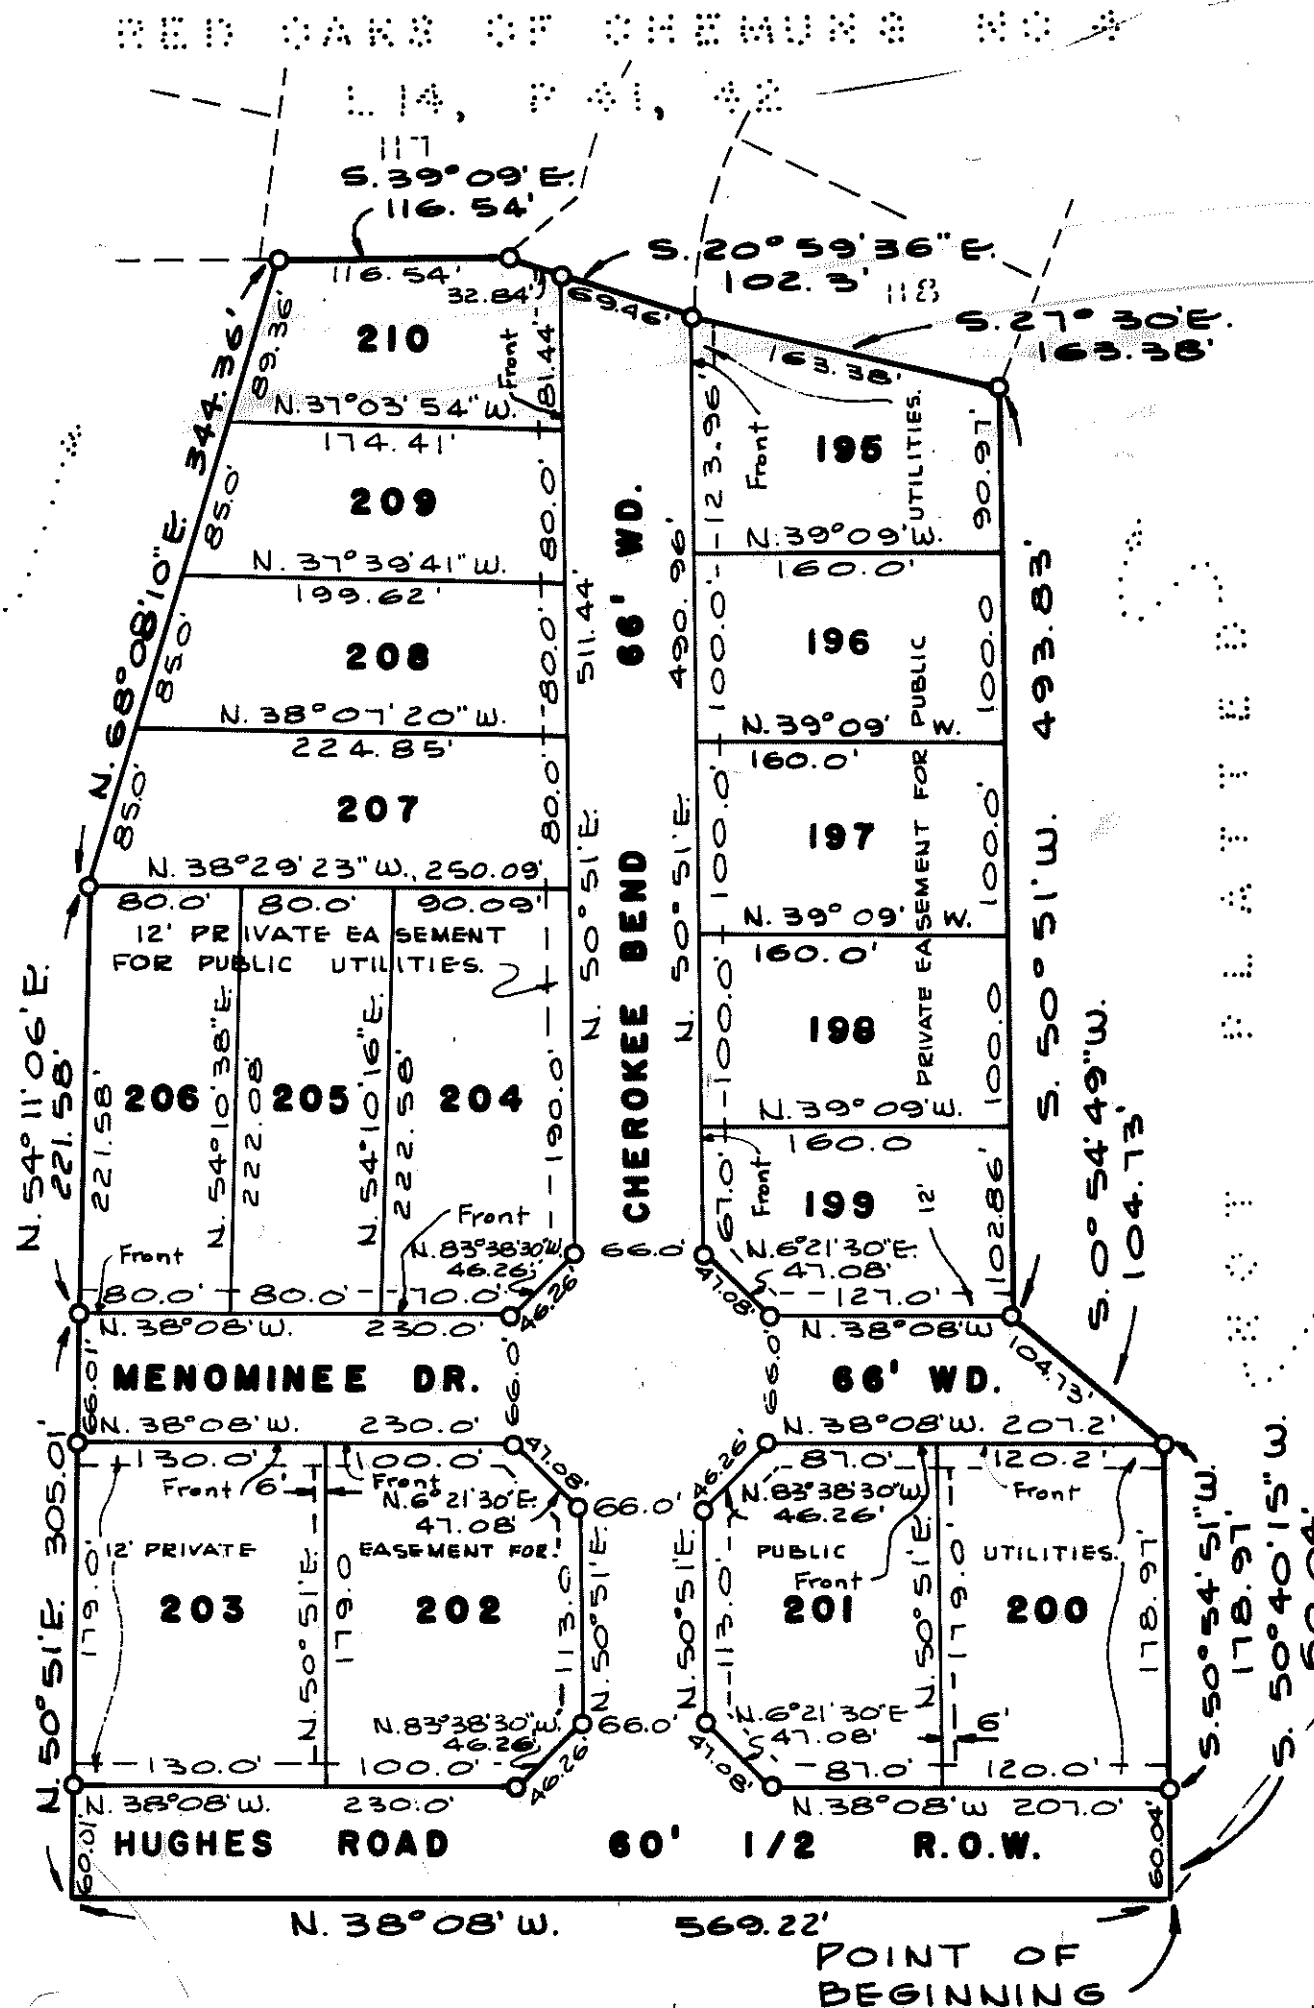 RED OAKS OF CHEMUNG NO 4
L 14, P 41, 42
117
S. 39° 09' E.
116.54'
S. 20° 59' 36" E.
102.3'
118
S. 27° 30' E.
163.38'
116.54'
32.84'
69.46'
163.38'
N. 68° 08' 10" E. 344.36'
89.36'
210
Front
81.44'
N. 37° 03' 54" W.
174.41'
85.0'
209
80.0'
N. 37° 39' 41" W.
199.62'
85.0'
208
80.0'
N. 38° 07' 20" W.
224.85'
85.0'
207
80.0'
N. 38° 29' 23" W., 250.09'
511.44'
N. 50° 51' E.
66' WD.
CHEROKEE BEND
490.96'
N. 50° 51' E.
123.96'
Front
195
UTILITIES.
90.97'
N. 39° 09' W.
160.0'
100.0'
196
100.0'
N. 39° 09' W.
160.0'
100.0'
197
PRIVATE EASEMENT FOR PUBLIC
100.0'
N. 39° 09' W.
160.0'
100.0'
198
100.0'
N. 39° 09' W.
160.0
Front
67.0'
199
12'
102.86'
N. 6° 21' 30" E.
47.08'
47.08'
127.0'
N. 38° 08' W
S. 50° 51' W. 493.83'
S. 0° 54' 49" W.
104.73'
104.73'
NOT PLATTED
80.0' 80.0' 90.09'
12' PRIVATE EASEMENT
FOR PUBLIC UTILITIES.
N. 54° 11' 06' E.
221.58'
221.58'
206
N. 54° 10' 38" E.
222.08'
205
N. 54° 10' 16" E.
222.58'
204
190.0'
Front
Front
N. 83° 38' 30" W.
46.26'
46.26'
66.0'
80.0' 80.0' 70.0'
N. 38° 08' W. 230.0'
66.01'
MENOMINEE DR.
66.0'
66.0'
66' WD.
N. 38° 08' W. 230.0'
N. 38° 08' W. 207.2'
130.0' 100.0'
Front 6' Front
47.08'
N. 6° 21' 30" E.
47.08'
66.0'
46.26'
87.0' 120.2'
N. 83° 38' 30" W
46.26'
Front
12' PRIVATE EASEMENT FOR PUBLIC UTILITIES.
Front
N. 50° 51' E. 305.01'
179.0'
203
N. 50° 51' E.
179.0
202
113.0'
N. 50° 51' E.
N. 50° 51' E.
113.0'
201
N. 50° 51' E.
179.0'
200
178.97'
S. 50° 54' 51" W.
178.97'
S. 50° 40' 15" W.
N. 83° 38' 30" W.
46.26'
46.26'
66.0'
N. 6° 21' 30" E
47.08'
47.08'
6'
130.0' 100.0'
87.0' 120.0'
N. 38° 08' W. 230.0'
N. 38° 08' W 207.0'
60.01'
HUGHES ROAD 60' 1/2 R.O.W.
60.04'
N. 38° 08' W. 569.22'
POINT OF
BEGINNING